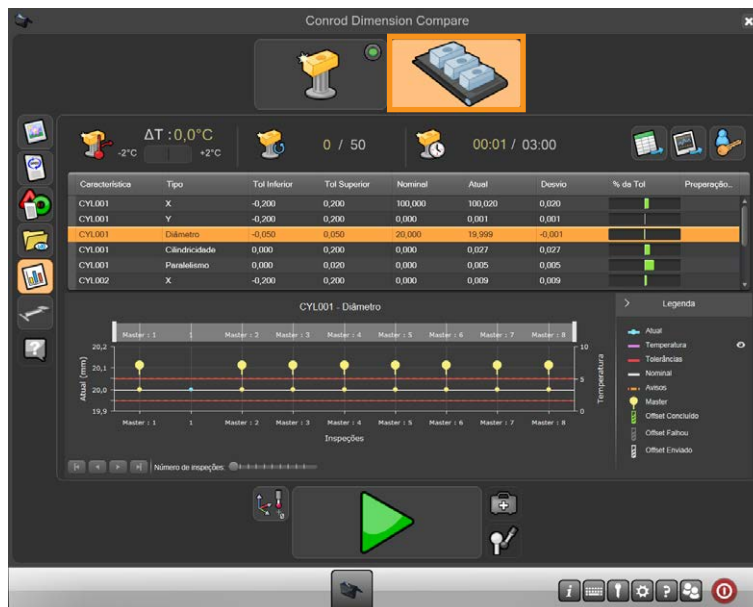 Conrod Dimension Compare
ΔT : 0,0°C
-2°C +2°C
0 / 50
00:01 / 03:00
Característica Tipo Tol Inferior Tol Superior Nominal Atual Desvio % da Tol Preparação...
CYL001 X -0,200 0,200 100,000 100,020 0,020
CYL001 Y -0,200 0,200 0,000 0,001 0,001
CYL001 Diâmetro -0,050 0,050 20,000 19,999 -0,001
CYL001 Cilindricidade 0,000 0,200 0,000 0,027 0,027
CYL001 Paralelismo 0,000 0,020 0,000 0,005 0,005
CYL002 X -0,200 0,200 0,000 0,009 0,009
CYL001 - Diâmetro
Master : 1 1 Master : 2 Master : 3 Master : 4 Master : 5 Master : 6 Master : 7 Master : 8
20,2
20,1
20,0
19,9
Atual (mm)
10
5
0
Temperatura
Master : 1 1 Master : 2 Master : 3 Master : 4 Master : 5 Master : 6 Master : 7 Master : 8
Inspeções
Número de inspeções:
Legenda
Atual
Temperatura
Tolerâncias
Nominal
Avisos
Master
Offset Concluído
Offset Falhou
Offset Enviado